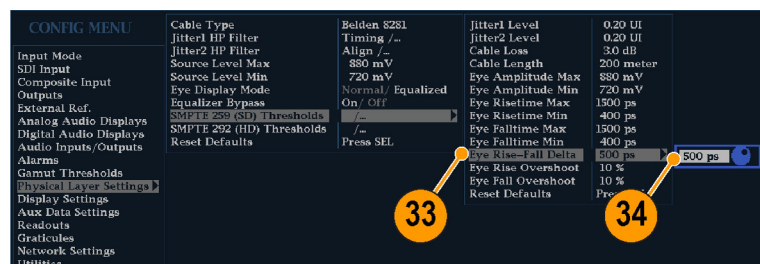 CONFIG MENU
Input Mode
SDI Input
Composite Input
Outputs
External Ref.
Analog Audio Displays
Digital Audio Displays
Audio Inputs/Outputs
Alarms
Gamut Thresholds
Physical Layer Settings
Display Settings
Aux Data Settings
Readouts
Graticules
Network Settings
Utilities
Cable Type Belden 8281
Jitter1 HP Filter Timing /...
Jitter2 HP Filter Align /...
Source Level Max 880 mV
Source Level Min 720 mV
Eye Display Mode Normal/ Equalized
Equalizer Bypass On/ Off
SMPTE 259 (SD) Thresholds /...
SMPTE 292 (HD) Thresholds /...
Reset Defaults Press SEL
Jitter1 Level 0.20 UI
Jitter2 Level 0.20 UI
Cable Loss 3.0 dB
Cable Length 200 meter
Eye Amplitude Max 880 mV
Eye Amplitude Min 720 mV
Eye Risetime Max 1500 ps
Eye Risetime Min 400 ps
Eye Falltime Max 1500 ps
Eye Falltime Min 400 ps
Eye Rise-Fall Delta 500 ps
Eye Rise Overshoot 10 %
Eye Fall Overshoot 10 %
Reset Defaults
500 ps
33
34